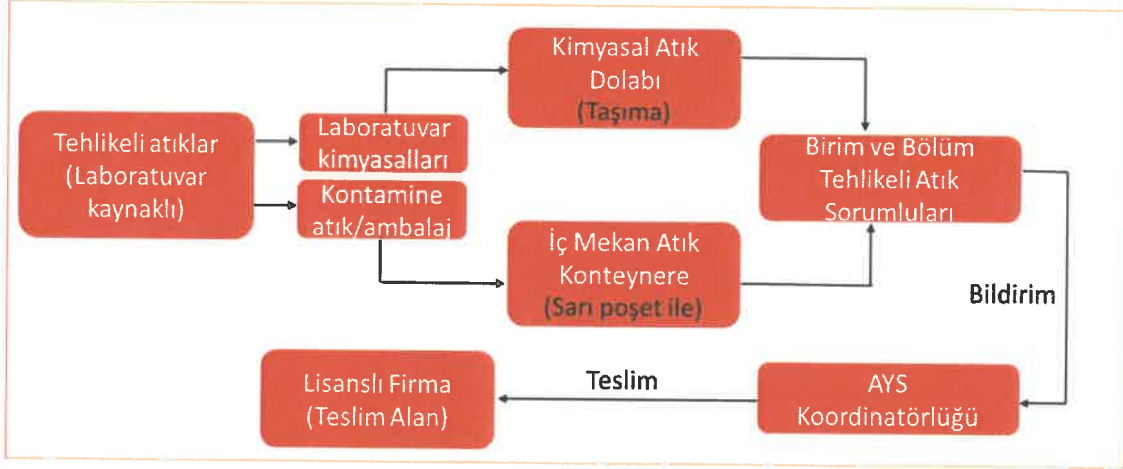 Tehlikeli atıklar
(Laboratuvar
kaynaklı)
Laboratuvar
kimyasalları
Kontamine
atık/ambalaj
Kimyasal Atık
Dolabı
(Taşıma)
İç Mekan Atık
Konteynere
(Sarı poşet ile)
Birim ve Bölüm
Tehlikeli Atık
Sorumluları
Bildirim
AYS
Koordinatörlüğü
Teslim
Lisanslı Firma
(Teslim Alan)